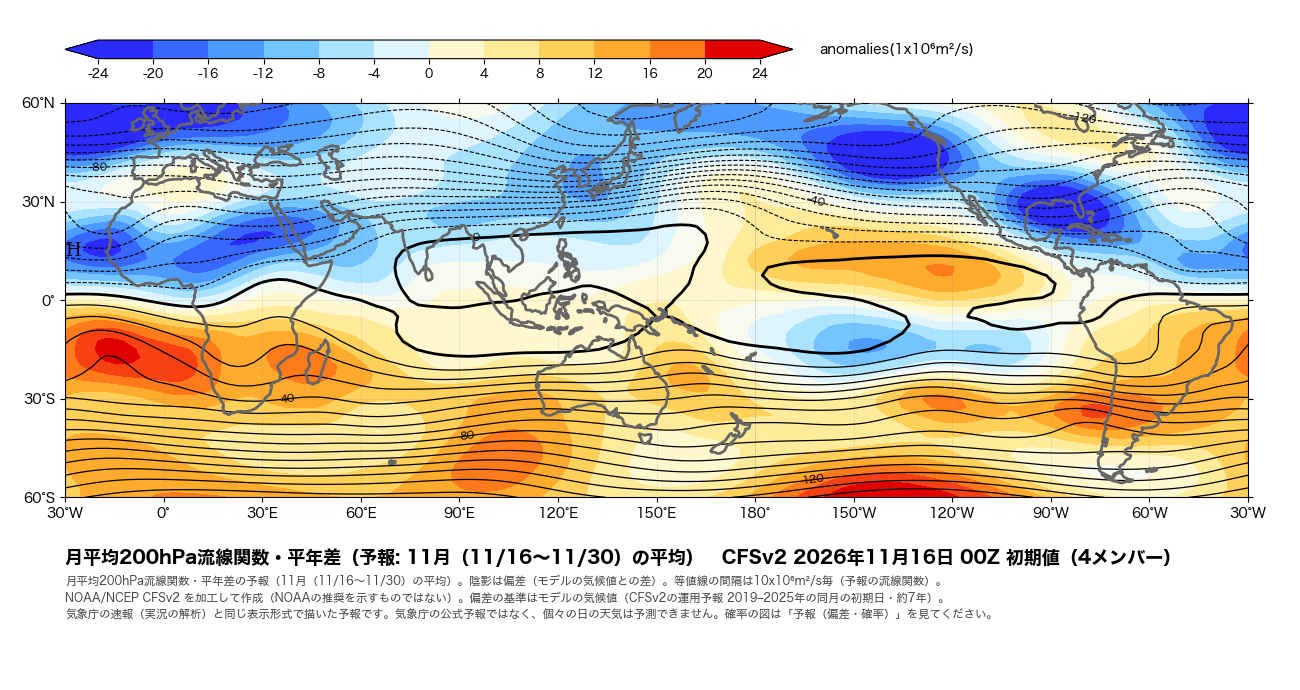 anomalies(1x10⁶m²/s)
-24 -20 -16 -12 -8 -4 0 4 8 12 16 20 24
60°N
-120
-80
30°N
-40
H
0
0°
30°S
40
80
120
60°S
30°W 0° 30°E 60°E 90°E 120°E 150°E 180° 150°W 120°W 90°W 60°W 30°W
月平均200hPa流線関数・平年差（予報: 11月（11/16〜11/30）の平均） CFSv2 2026年11月16日 00Z 初期値（4メンバー）
月平均200hPa流線関数・平年差の予報（11月（11/16〜11/30）の平均）。陰影は偏差（モデルの気候値との差）。等値線の間隔は10x10⁶m²/s毎（予報の流線関数）。
NOAA/NCEP CFSv2 を加工して作成（NOAAの推奨を示すものではない）。偏差の基準はモデルの気候値（CFSv2の運用予報 2019–2025年の同月の初期日・約7年）。
気象庁の速報（実況の解析）と同じ表示形式で描いた予報です。気象庁の公式予報ではなく、個々の日の天気は予測できません。確率の図は「予報（偏差・確率）」を見てください。